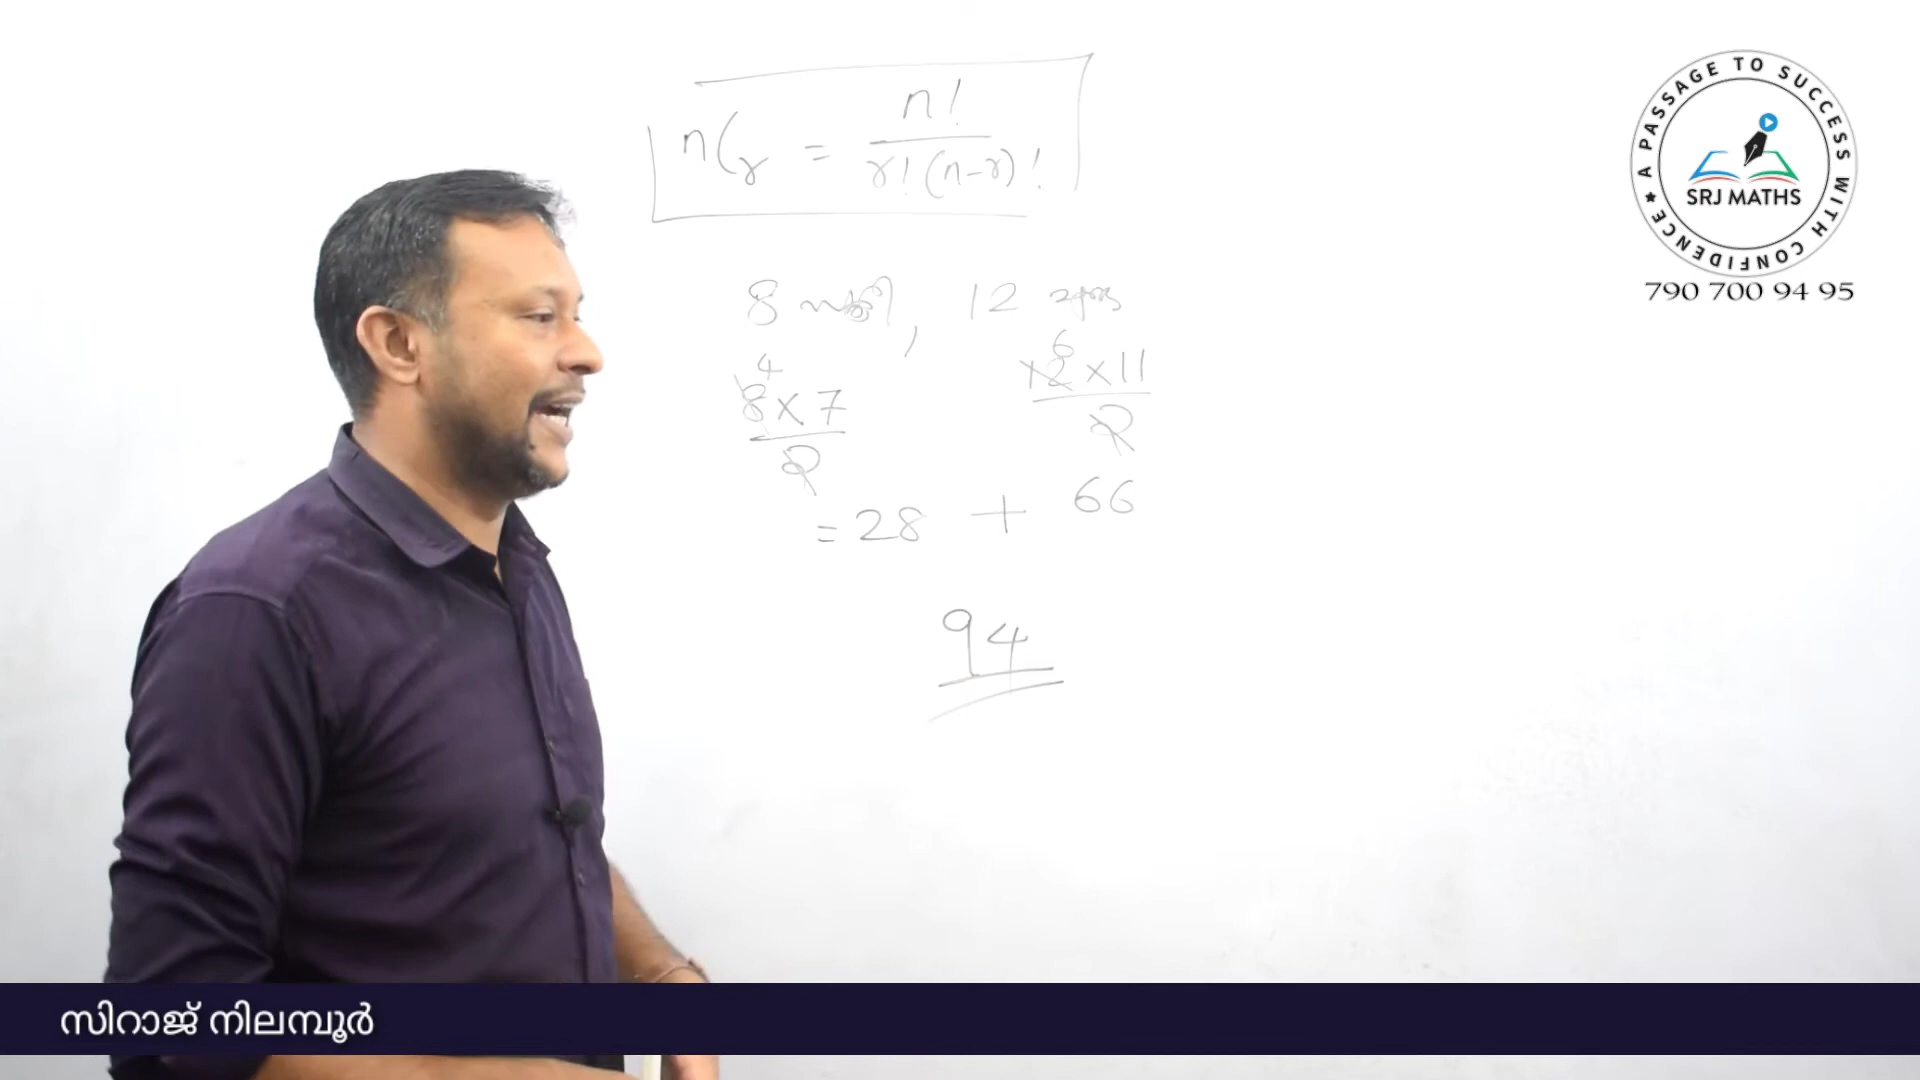 nCr = n! / r!(n-r)!
8 സ്ത്രീ, 12
4 6
8 x 7 / 2
12 x 11 / 2
= 28 + 66
94
A PASSAGE TO SUCCESS WITH CONFIDENCE
SRJ MATHS
790 700 94 95
സിറാജ് നിലമ്പൂർ